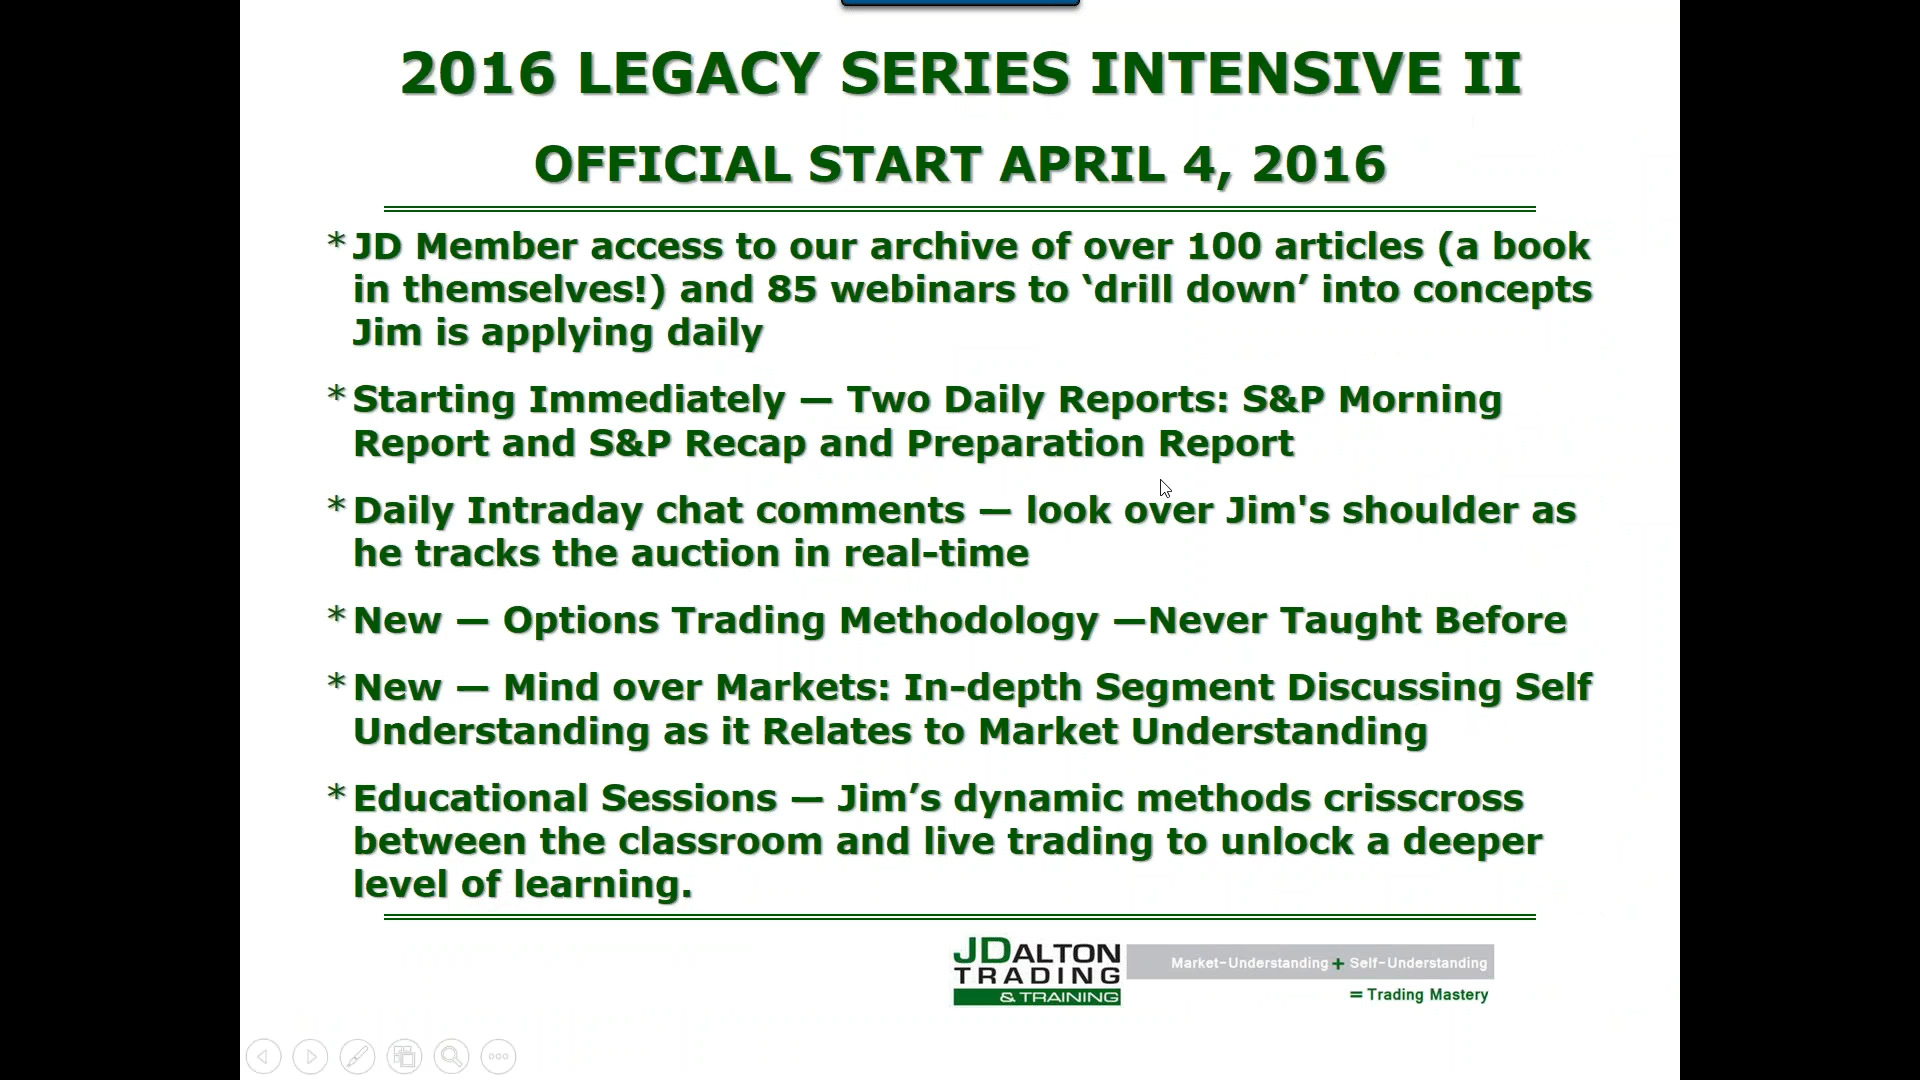 2016 LEGACY SERIES INTENSIVE II
OFFICIAL START APRIL 4, 2016
* JD Member access to our archive of over 100 articles (a book
in themselves!) and 85 webinars to ‘drill down’ into concepts
Jim is applying daily
* Starting Immediately — Two Daily Reports: S&P Morning
Report and S&P Recap and Preparation Report
* Daily Intraday chat comments — look over Jim's shoulder as
he tracks the auction in real-time
* New — Options Trading Methodology —Never Taught Before
* New — Mind over Markets: In-depth Segment Discussing Self
Understanding as it Relates to Market Understanding
* Educational Sessions — Jim’s dynamic methods crisscross
between the classroom and live trading to unlock a deeper
level of learning.
JDALTON
TRADING
& TRAINING
Market-Understanding + Self-Understanding
= Trading Mastery